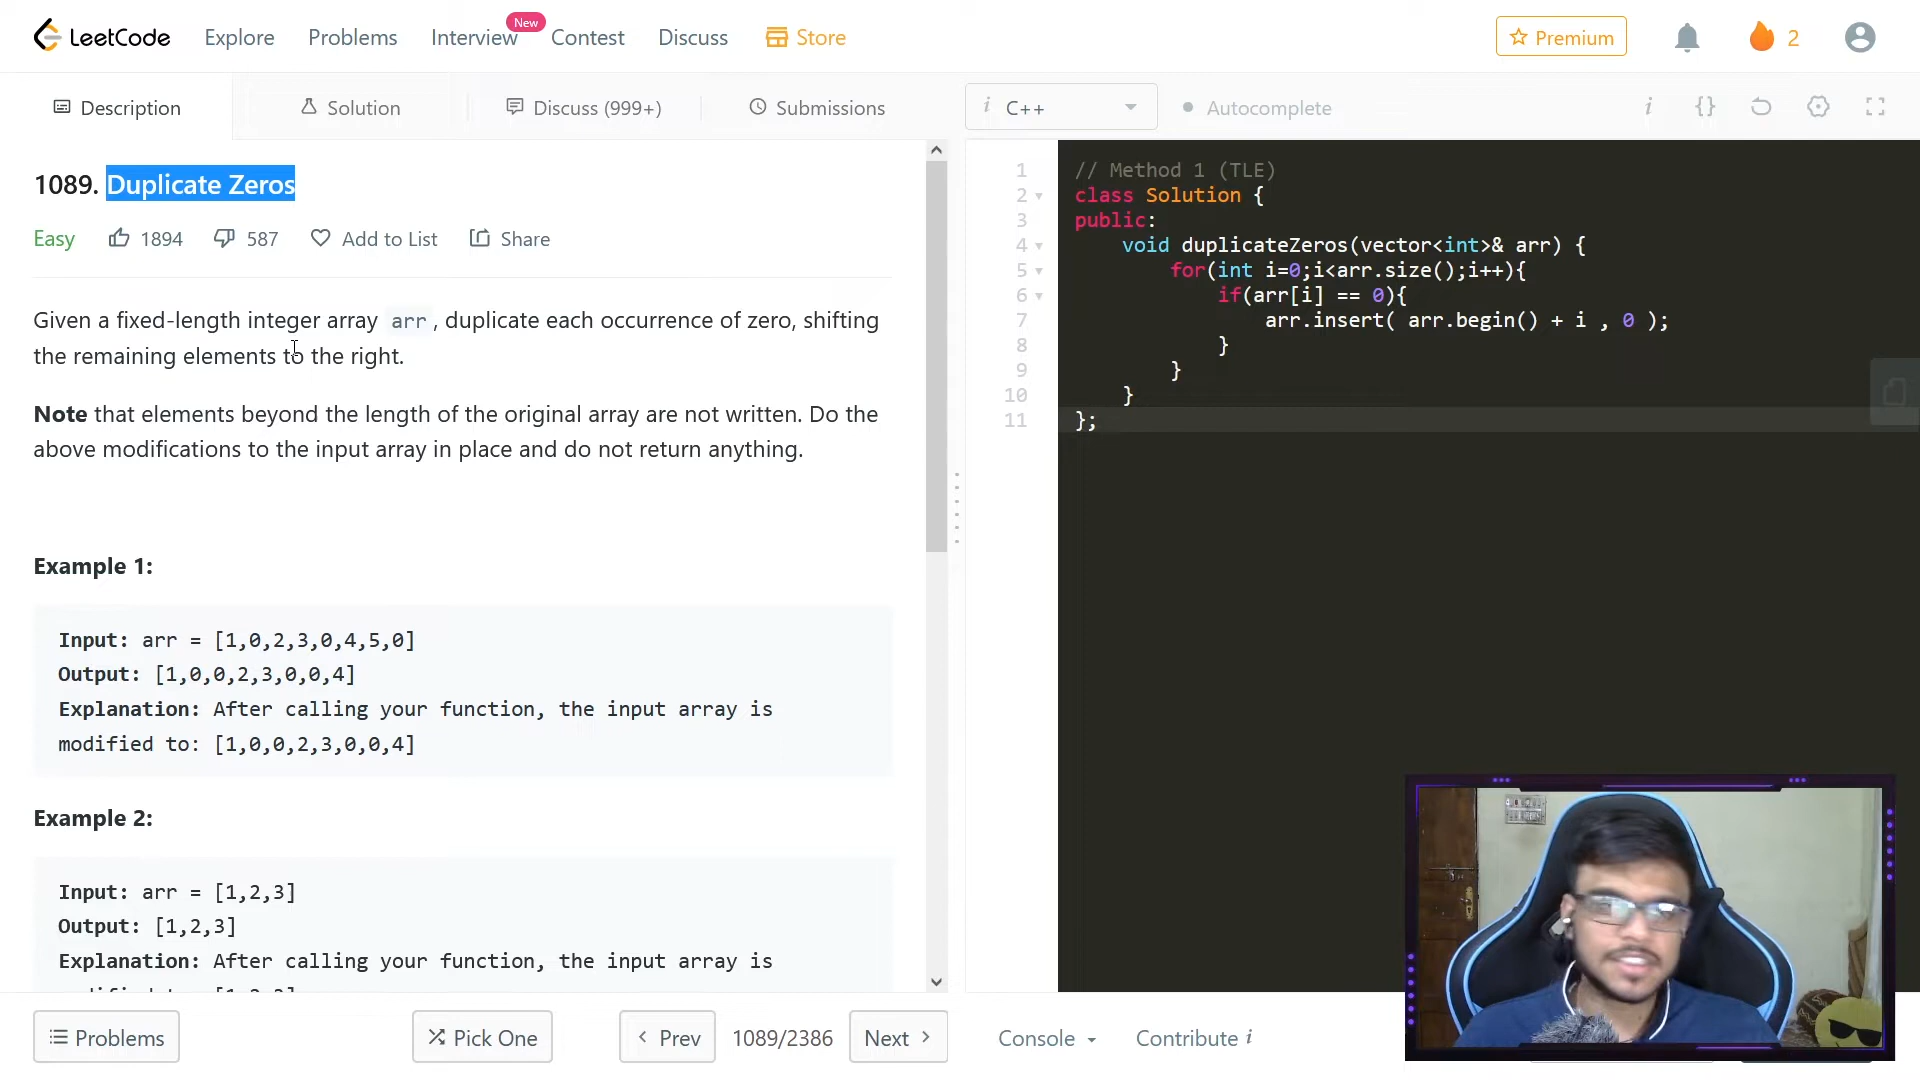 LeetCode
Explore
Problems
Interview
New
Contest
Discuss
Store
Premium
2
Description
Solution
Discuss (999+)
Submissions
i C++
Autocomplete
i
{}
1089. Duplicate Zeros
Easy
1894
587
Add to List
Share
Given a fixed-length integer array arr, duplicate each occurrence of zero, shifting
the remaining elements to the right.
Note that elements beyond the length of the original array are not written. Do the
above modifications to the input array in place and do not return anything.
Example 1:
Input: arr = [1,0,2,3,0,4,5,0]
Output: [1,0,0,2,3,0,0,4]
Explanation: After calling your function, the input array is
modified to: [1,0,0,2,3,0,0,4]
Example 2:
Input: arr = [1,2,3]
Output: [1,2,3]
Explanation: After calling your function, the input array is
1 // Method 1 (TLE)
2 class Solution {
3 public:
4 void duplicateZeros(vector<int>& arr) {
5 for(int i=0;i<arr.size();i++){
6 if(arr[i] == 0){
7 arr.insert( arr.begin() + i , 0 );
8 }
9 }
10 }
11 };
Problems
Pick One
Prev
1089/2386
Next
Console
Contribute i